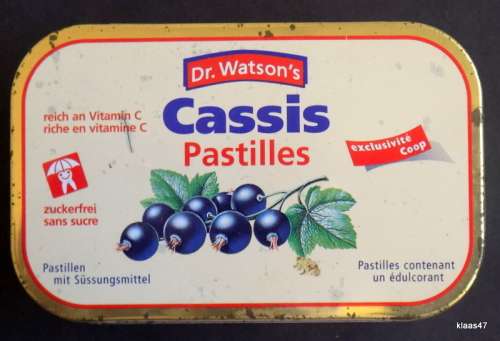 Dr. Watson's
Cassis
Pastilles
reich an Vitamin C
riche en vitamine C
exclusivité
Coop
zuckerfrei
sans sucre
Pastillen
mit Süssungsmittel
Pastilles contenant
un édulcorant
klaas47